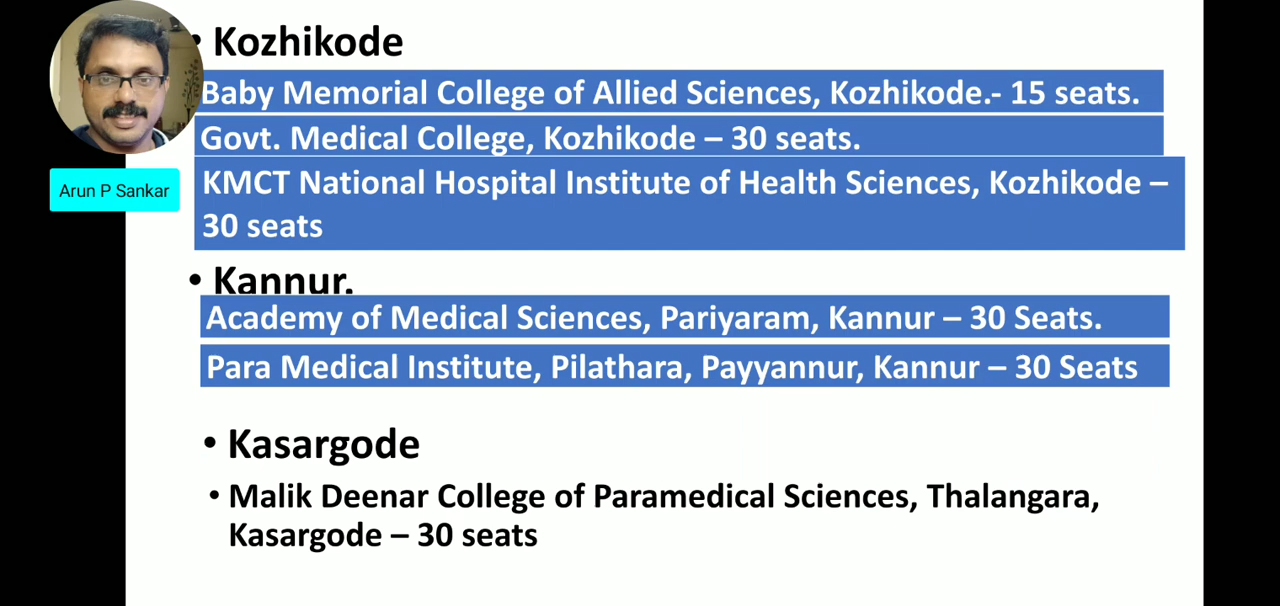 • Kozhikode
Baby Memorial College of Allied Sciences, Kozhikode.- 15 seats.
Govt. Medical College, Kozhikode – 30 seats.
Arun P Sankar
KMCT National Hospital Institute of Health Sciences, Kozhikode –
30 seats
• Kannur.
Academy of Medical Sciences, Pariyaram, Kannur – 30 Seats.
Para Medical Institute, Pilathara, Payyannur, Kannur – 30 Seats
• Kasargode
• Malik Deenar College of Paramedical Sciences, Thalangara,
Kasargode – 30 seats